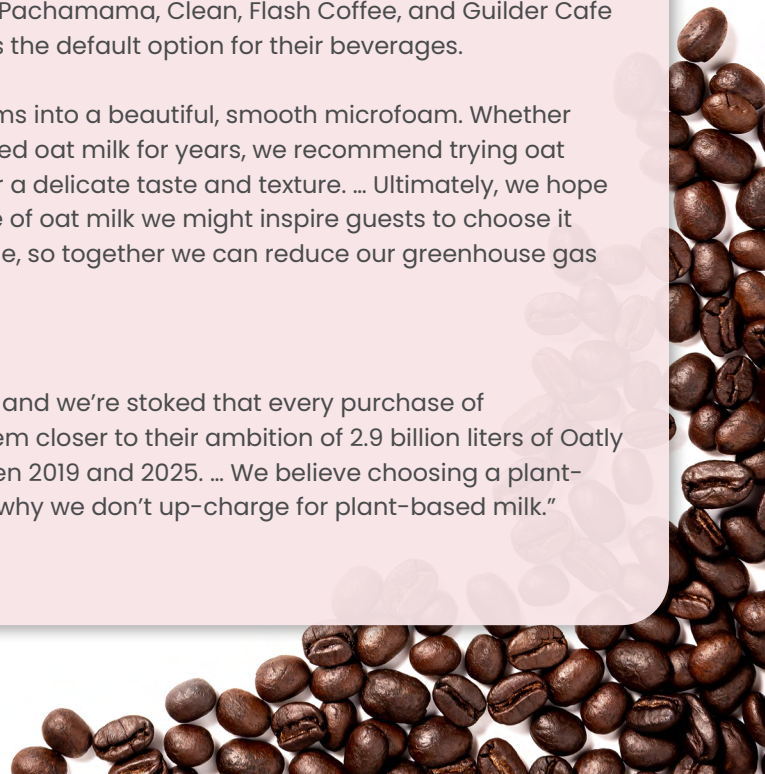 Pachamama, Clean, Flash Coffee, and Guilder Cafe
s the default option for their beverages.
ms into a beautiful, smooth microfoam. Whether
ed oat milk for years, we recommend trying oat
r a delicate taste and texture. … Ultimately, we hope
e of oat milk we might inspire guests to choose it
e, so together we can reduce our greenhouse gas
and we’re stoked that every purchase of
em closer to their ambition of 2.9 billion liters of Oatly
en 2019 and 2025. … We believe choosing a plant-
why we don’t up-charge for plant-based milk.”